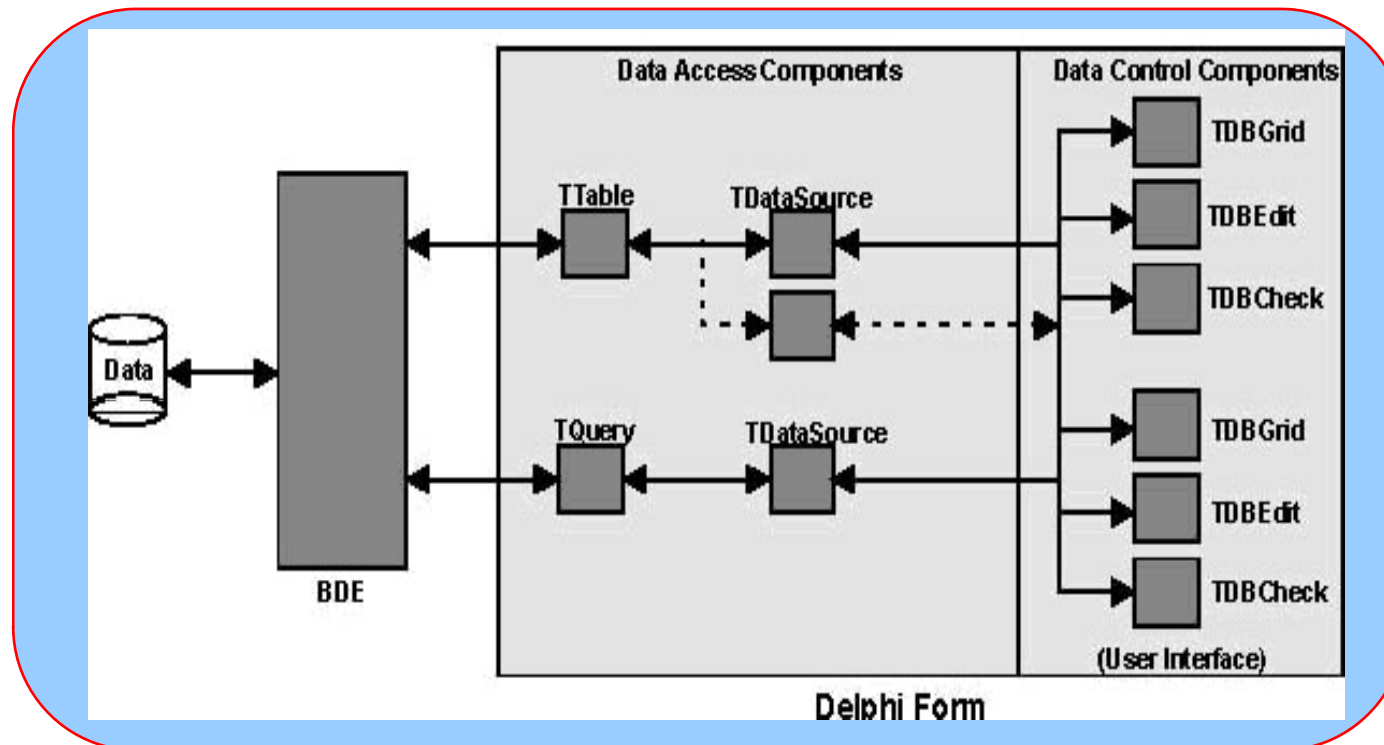 Data Access Components
Data Control Components
TDBGrid
TTable
TDataSource
TDBEdit
TDBCheck
Data
TQuery
TDataSource
TDBGrid
TDBEdit
TDBCheck
BDE
(User Interface)
Delphi Form